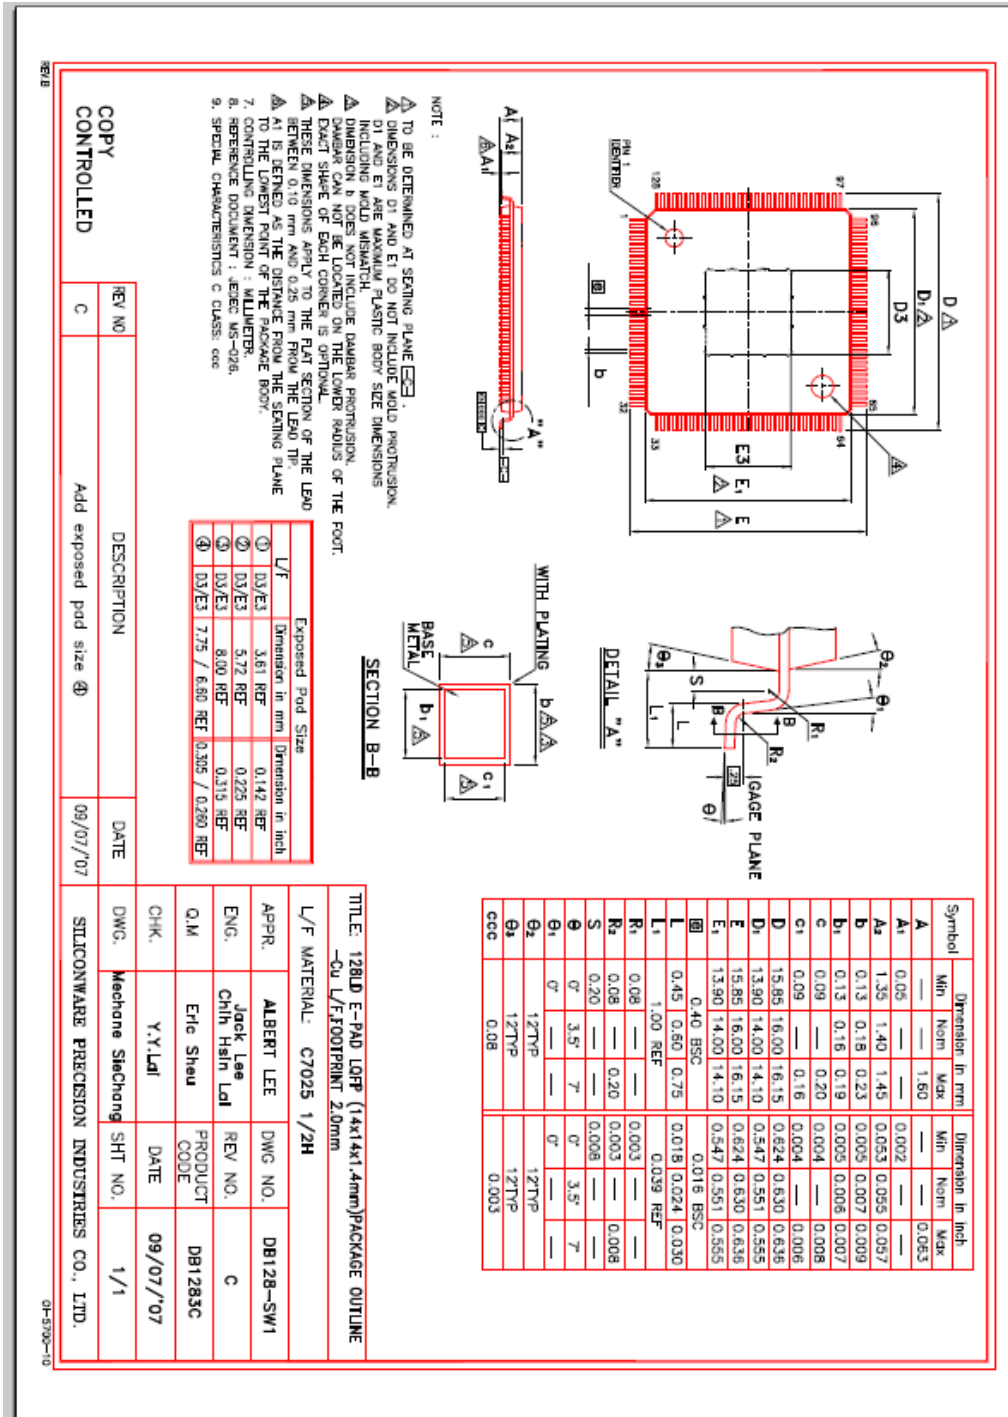 D
D1
D3
97
96
128
65
64
1
32
33
PIN 1
IDENTIFIER
e
b
E3
E1
E
4
A
A2
A1
"A"
-C-
WITH PLATING
BASE
METAL
b
b1
c
c1
SECTION B-B
θ2
θ1
θ3
S
L
L1
R1
R2
B
B
.25
GAGE PLANE
θ
DETAIL "A"
NOTE :
1 TO BE DETERMINED AT SEATING PLANE -C- .
2 DIMENSIONS D1 AND E1 DO NOT INCLUDE MOLD PROTRUSION.
D1 AND E1 ARE MAXIMUM PLASTIC BODY SIZE DIMENSIONS
INCLUDING MOLD MISMATCH.
3 DIMENSION b DOES NOT INCLUDE DAMBAR PROTRUSION.
DAMBAR CAN NOT BE LOCATED ON THE LOWER RADIUS OF THE FOOT.
4 EXACT SHAPE OF EACH CORNER IS OPTIONAL.
5 THESE DIMENSIONS APPLY TO THE FLAT SECTION OF THE LEAD
BETWEEN 0.10 mm AND 0.25 mm FROM THE LEAD TIP.
6 A1 IS DEFINED AS THE DISTANCE FROM THE SEATING PLANE
TO THE LOWEST POINT OF THE PACKAGE BODY.
7. CONTROLLING DIMENSION : MILLIMETER.
8. REFERENCE DOCUMENT : JEDEC MS-026.
9. SPECIAL CHARACTERISTICS C CLASS: ccc
Exposed Pad Size
L/F Dimension in mm Dimension in inch
① D3/E3 3.61 REF 0.142 REF
② D3/E3 5.72 REF 0.225 REF
③ D3/E3 8.00 REF 0.315 REF
④ D3/E3 7.75 / 6.60 REF 0.305 / 0.260 REF
Symbol Dimension in mm Dimension in inch
Min Nom Max Min Nom Max
A — — 1.60 — — 0.063
A1 0.05 — — 0.002 — —
A2 1.35 1.40 1.45 0.053 0.055 0.057
b 0.13 0.18 0.23 0.005 0.007 0.009
b1 0.13 0.16 0.19 0.005 0.006 0.007
c 0.09 — 0.20 0.004 — 0.008
c1 0.09 — 0.16 0.004 — 0.006
D 15.85 16.00 16.15 0.624 0.630 0.636
D1 13.90 14.00 14.10 0.547 0.551 0.555
E 15.85 16.00 16.15 0.624 0.630 0.636
E1 13.90 14.00 14.10 0.547 0.551 0.555
e 0.40 BSC 0.016 BSC
L 0.45 0.60 0.75 0.018 0.024 0.030
L1 1.00 REF 0.039 REF
R1 0.08 — — 0.003 — —
R2 0.08 — 0.20 0.003 — 0.008
S 0.20 — — 0.008 — —
θ 0° 3.5° 7° 0° 3.5° 7°
θ1 0° — — 0° — —
θ2 12°TYP 12°TYP
θ3 12°TYP 12°TYP
ccc 0.08 0.003
TITLE: 128LD E-PAD LQFP (14x14x1.4mm)PACKAGE OUTLINE
-Cu L/F,FOOTPRINT 2.0mm
L/F MATERIAL: C7025 1/2H
APPR. ALBERT LEE DWG NO. DB128-SW1
ENG. Jack Lee
Chih Hsin Lai REV NO. C
Q.M Eric Sheu PRODUCT
CODE DB1283C
CHK. Y.Y.Lai DATE 09/07/'07
DWG. Mechane SieChang SHT NO. 1/1
SILICONWARE PRECISION INDUSTRIES CO., LTD.
COPY
CONTROLLED
REV NO DESCRIPTION DATE
C Add exposed pad size ④ 09/07/'07
REV.B